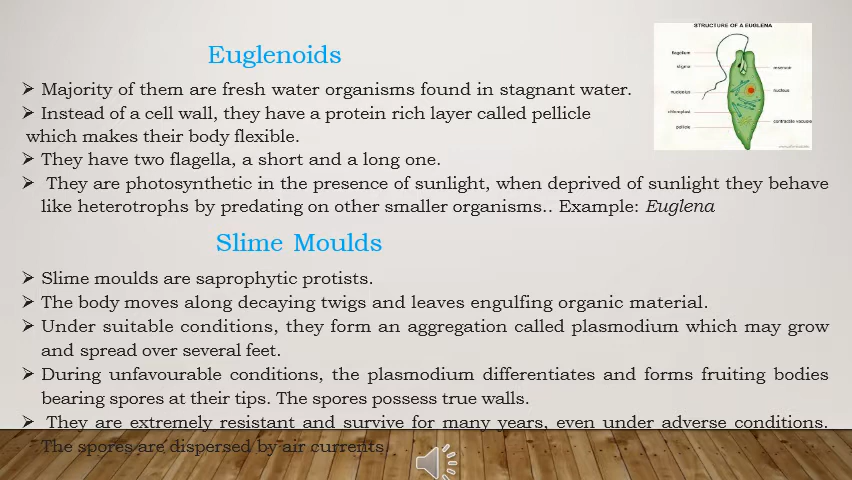 STRUCTURE OF A EUGLENA
Euglenoids
flagellum
stigma
reservoir
nucleus
chloroplast
contractile vacuole
pellicle
➢ Majority of them are fresh water organisms found in stagnant water.
➢ Instead of a cell wall, they have a protein rich layer called pellicle
which makes their body flexible.
➢ They have two flagella, a short and a long one.
➢ They are photosynthetic in the presence of sunlight, when deprived of sunlight they behave
like heterotrophs by predating on other smaller organisms.. Example: Euglena
Slime Moulds
➢ Slime moulds are saprophytic protists.
➢ The body moves along decaying twigs and leaves engulfing organic material.
➢ Under suitable conditions, they form an aggregation called plasmodium which may grow
and spread over several feet.
➢ During unfavourable conditions, the plasmodium differentiates and forms fruiting bodies
bearing spores at their tips. The spores possess true walls.
➢ They are extremely resistant and survive for many years, even under adverse conditions.
The spores are dispersed by air currents.